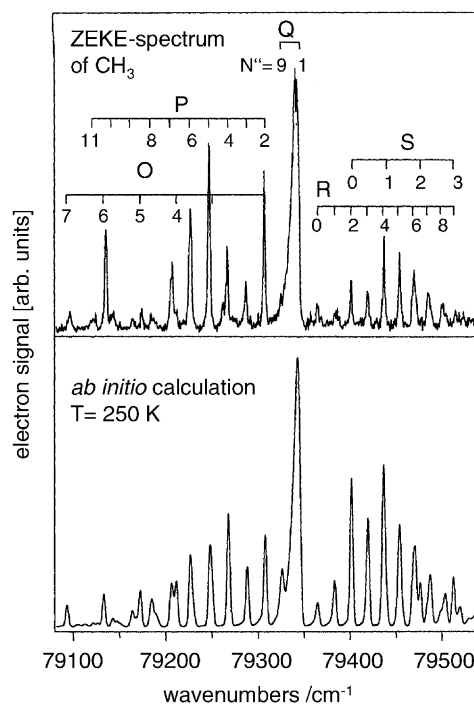 ZEKE-spectrum
of CH3
Q
N“= 9 1
P
11 8 6 4 2
O
7 6 5 4
S
0 1 2 3
R
0 2 4 6 8
electron signal [arb. units]
ab initio calculation
T= 250 K
79100 79200 79300 79400 79500
wavenumbers /cm-1